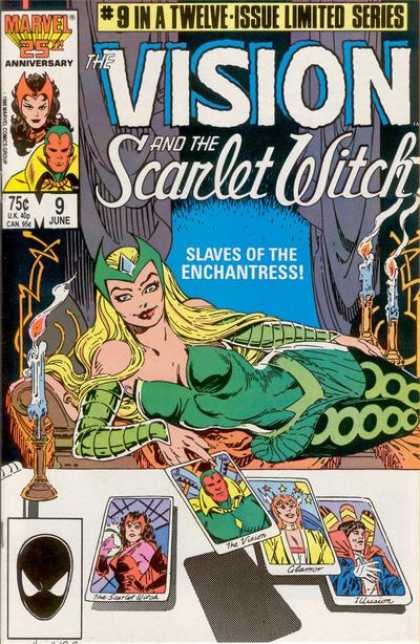 #9 IN A TWELVE-ISSUE LIMITED SERIES
MARVEL®
25TH
ANNIVERSARY
THE
VISION
AND THE
Scarlet Witch
75¢
U.K. 40p
CAN. 95¢
9
JUNE
SLAVES OF THE
ENCHANTRESS!
The Scarlet Witch
The Vision
Glamor
Illusion